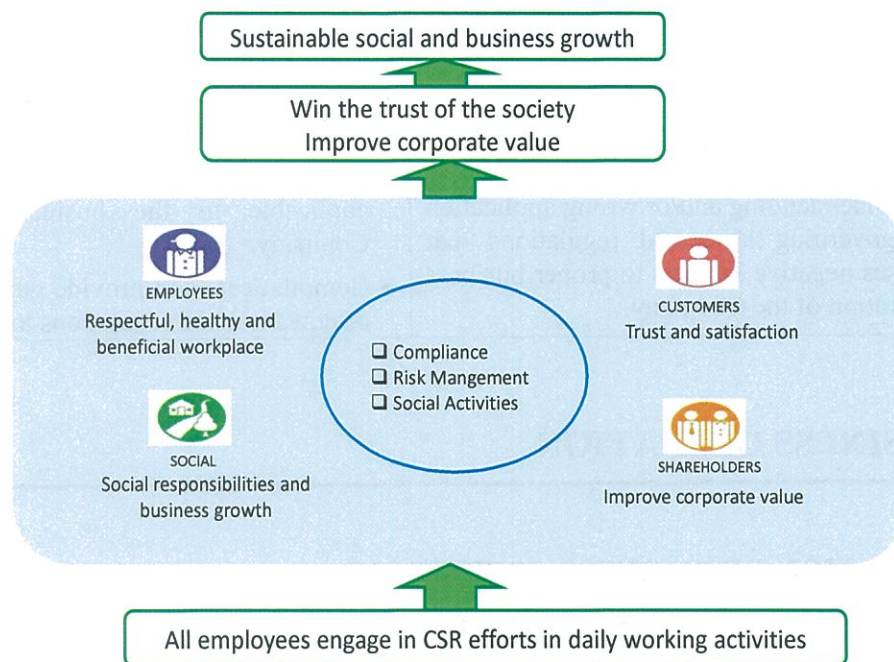 Sustainable social and business growth
Win the trust of the society
Improve corporate value
EMPLOYEES
Respectful, healthy and
beneficial workplace
CUSTOMERS
Trust and satisfaction
Compliance
Risk Mangement
Social Activities
SOCIAL
Social responsibilities and
business growth
SHAREHOLDERS
Improve corporate value
All employees engage in CSR efforts in daily working activities